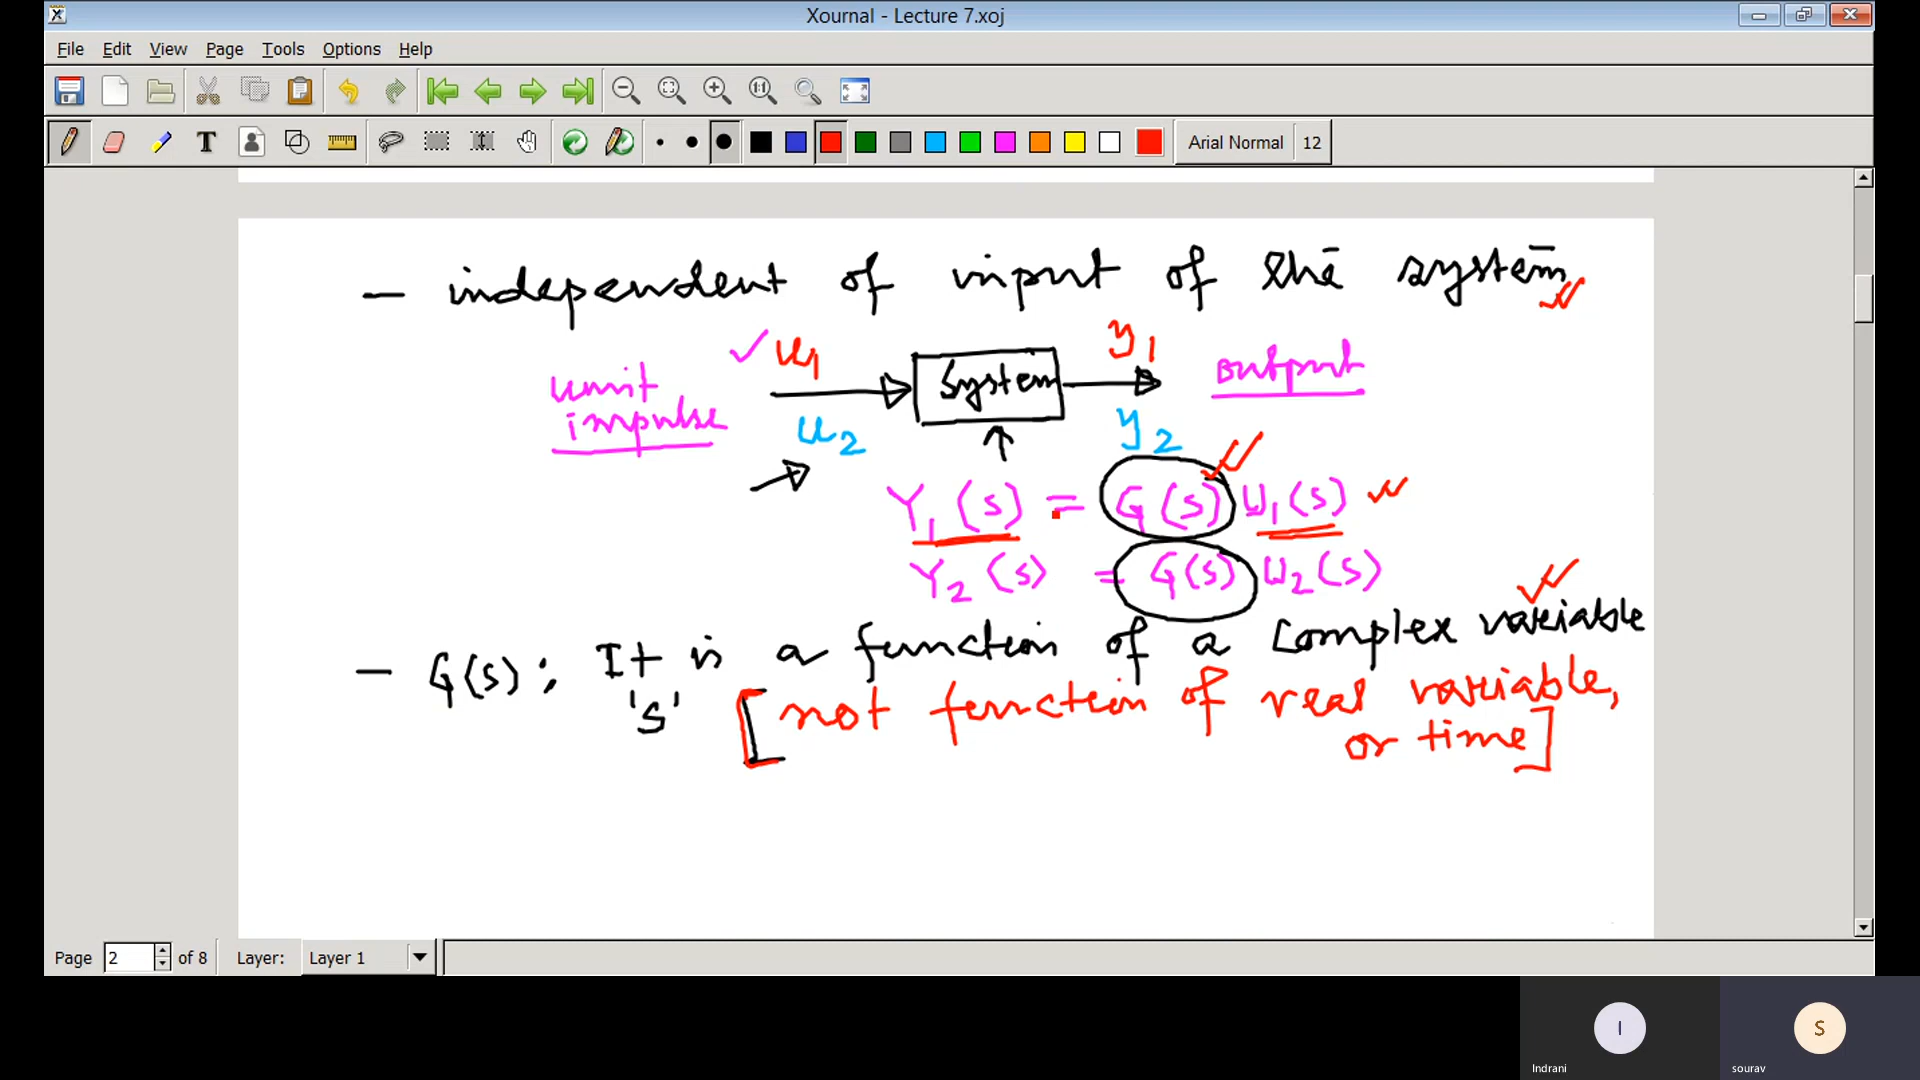 Xournal - Lecture 7.xoj
File Edit View Page Tools Options Help
T Arial Normal 12
- independent of input of the system
u1 y1
unit impulse System output
u2 y2
Y1(s) = G(s) U1(s)
Y2(s) = G(s) U2(s)
- G(s): It is a function of a complex variable
's' [not function of real variable,
or time]
Page 2 of 8 Layer: Layer 1
I S
Indrani sourav